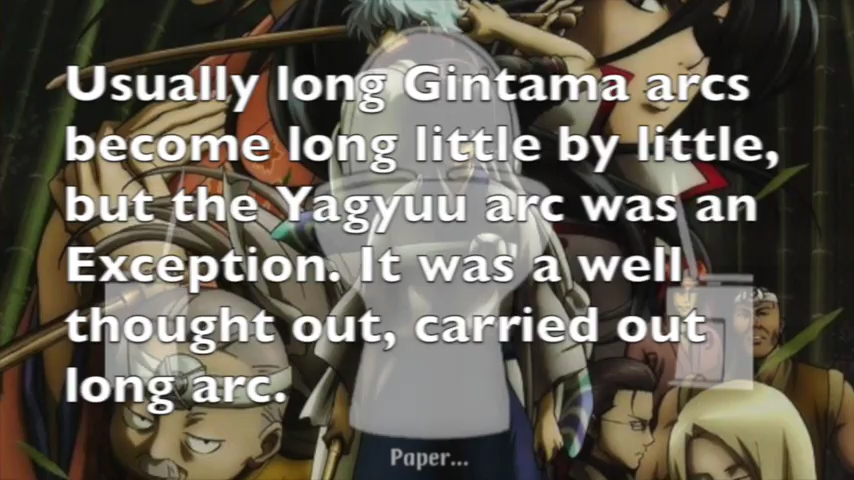 Usually long Gintama arcs
become long little by little,
but the Yagyuu arc was an
Exception. It was a well
thought out, carried out
long arc.
Paper...